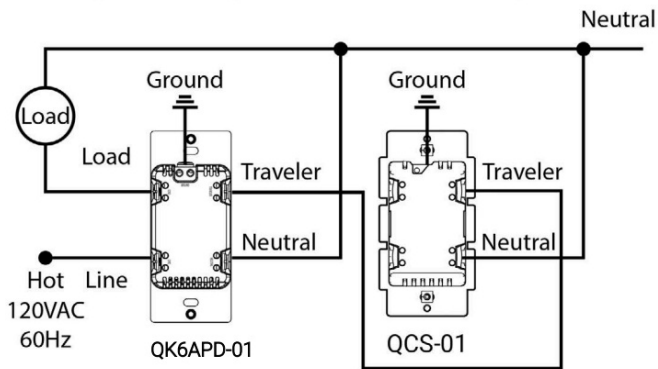 Neutral
Ground
Ground
Load
Load
Traveler
Traveler
Neutral
Neutral
Hot
Line
120VAC
60Hz
QK6APD-01
QCS-01